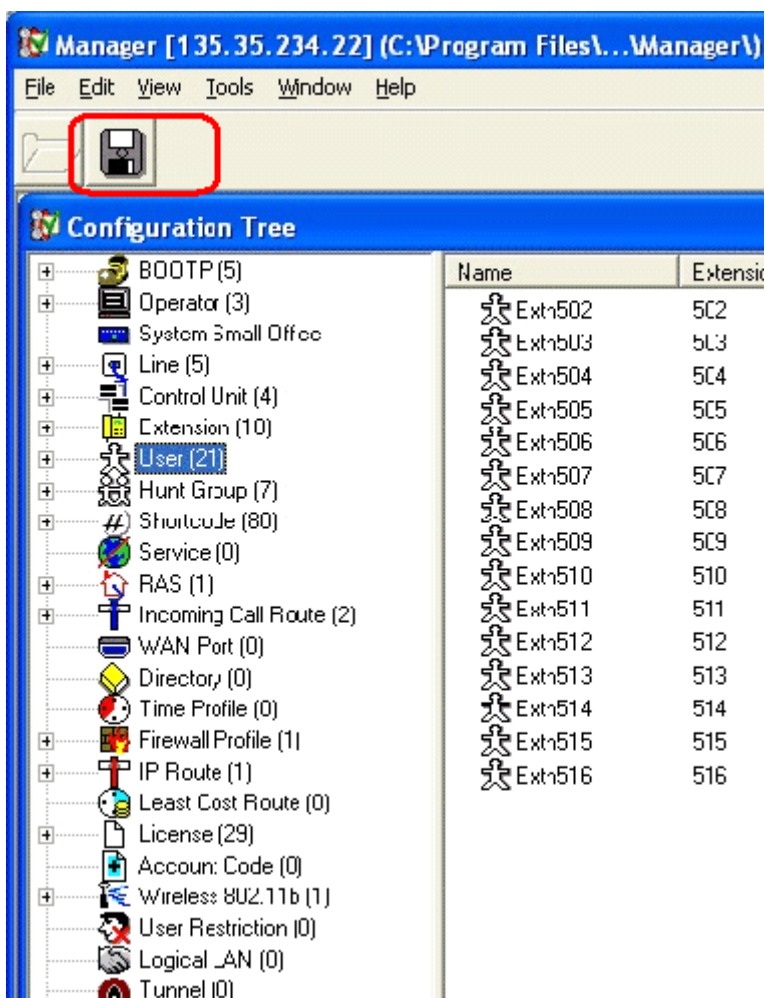 Manager [135.35.234.22] (C:\Program Files\...\Manager\)
File Edit View Tools Window Help
Configuration Tree
BOOTP (5)
Operator (3)
System Small Office
Line (5)
Control Unit (4)
Extension (10)
User (21)
Hunt Group (7)
Shortcode (80)
Service (0)
RAS (1)
Incoming Call Route (2)
WAN Port (0)
Directory (0)
Time Profile (0)
Firewall Profile (1)
IP Route (1)
Least Cost Route (0)
License (29)
Account Code (0)
Wireless 802.11b (1)
User Restriction (0)
Logical LAN (0)
Tunnel (0)
Name Extensio
Extn502 502
Extn503 503
Extn504 504
Extn505 505
Extn506 506
Extn507 507
Extn508 508
Extn509 509
Extn510 510
Extn511 511
Extn512 512
Extn513 513
Extn514 514
Extn515 515
Extn516 516